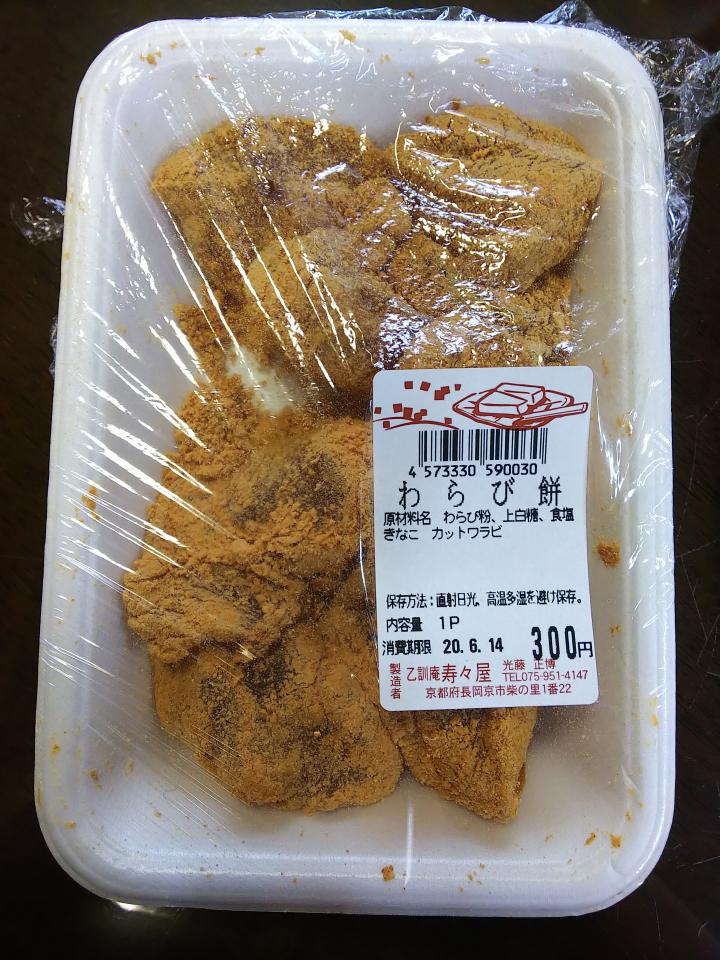 4 573330 590030
わらび餅
原材料名 わらび粉、上白糖、食塩
きなこ カットワラビ
保存方法：直射日光、高温多湿を避け保存。
内容量 1P
消費期限 20.6.14 300円
製造者 乙訓庵寿々屋 光藤 正博
TEL075-951-4147
京都府長岡京市柴の里1番22